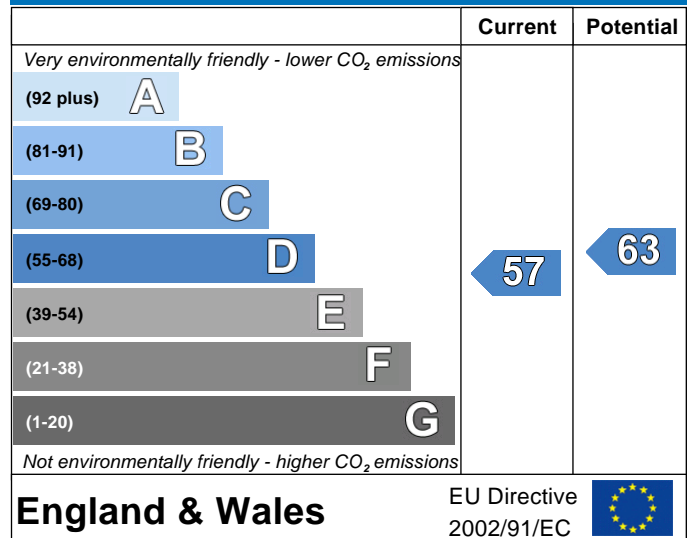 Current Potential
Very environmentally friendly - lower CO2 emissions
(92 plus) A
(81-91) B
(69-80) C
(55-68) D
57
63
(39-54) E
(21-38) F
(1-20) G
Not environmentally friendly - higher CO2 emissions
England & Wales
EU Directive
2002/91/EC